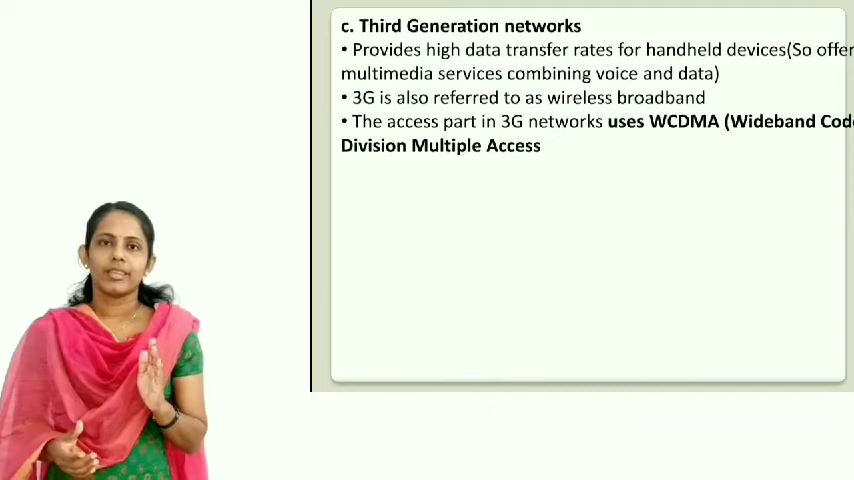 c. Third Generation networks
• Provides high data transfer rates for handheld devices(So offer
multimedia services combining voice and data)
• 3G is also referred to as wireless broadband
• The access part in 3G networks uses WCDMA (Wideband Code
Division Multiple Access